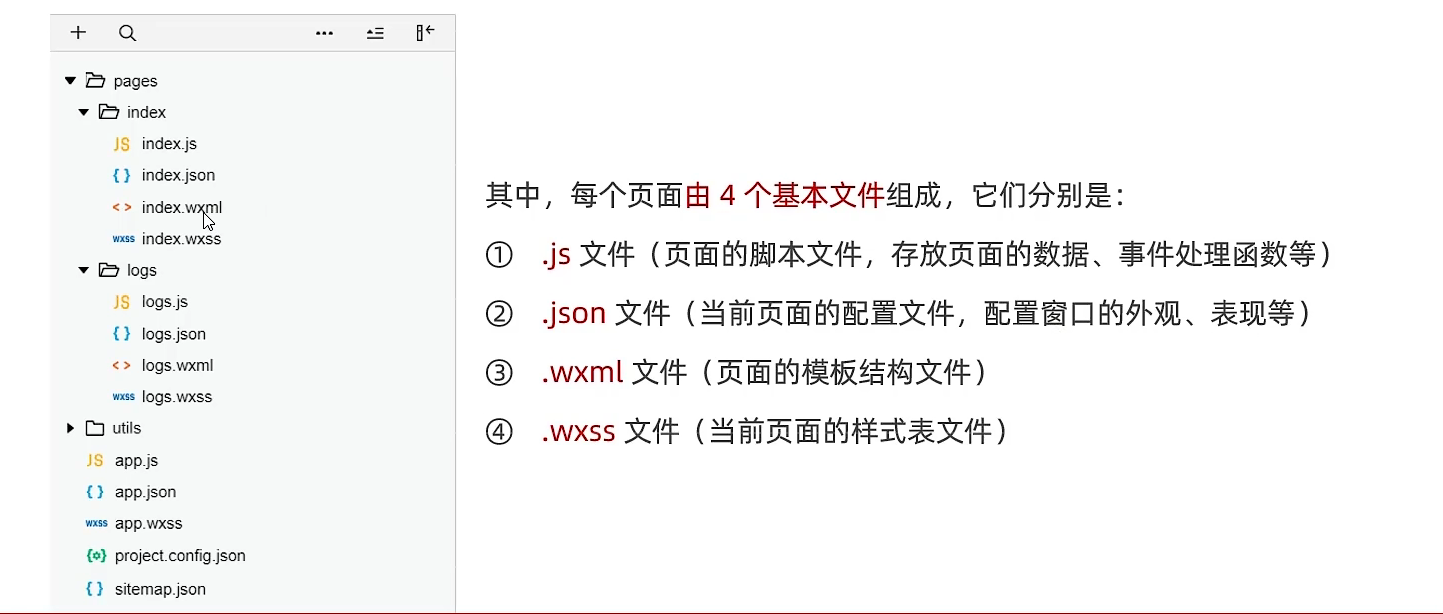 pages
index
JS index.js
{ } index.json
< > index.wxml
wxss index.wxss
logs
JS logs.js
{ } logs.json
< > logs.wxml
wxss logs.wxss
utils
JS app.js
{ } app.json
wxss app.wxss
project.config.json
{ } sitemap.json
其中，每个页面由 4 个基本文件组成，它们分别是：
① .js 文件（页面的脚本文件，存放页面的数据、事件处理函数等）
② .json 文件（当前页面的配置文件，配置窗口的外观、表现等）
③ .wxml 文件（页面的模板结构文件）
④ .wxss 文件（当前页面的样式表文件）